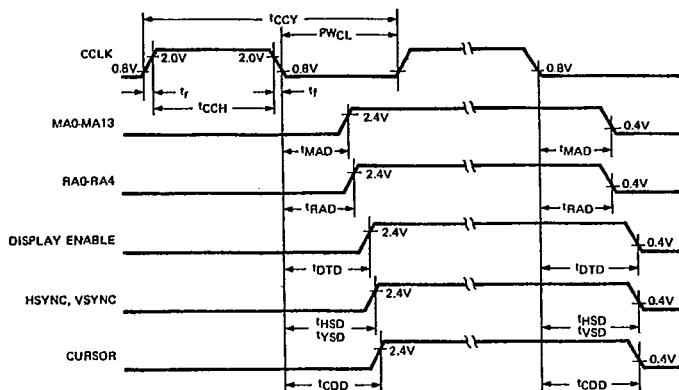 tCCY
PWCL
CCLK
0.8V 2.0V 2.0V 0.8V 0.8V
tr tCCH tf
MA0-MA13
2.4V 0.4V
tMAD tMAD
RA0-RA4
2.4V 0.4V
tRAD tRAD
DISPLAY ENABLE
2.4V 0.4V
tDTD tDTD
HSYNC, VSYNC
2.4V 0.4V
tHSD tHSD
tYSD tVSD
CURSOR
2.4V 0.4V
tCDD tCDD